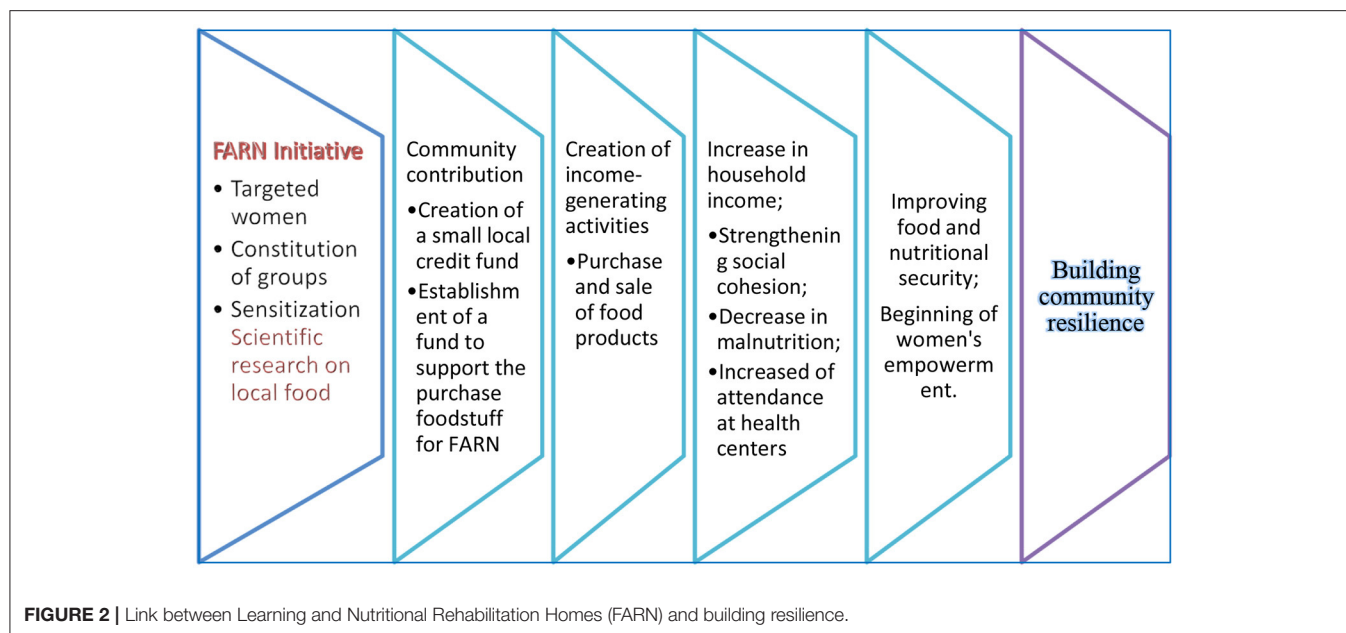 FARN Initiative
• Targeted
women
• Constitution
of groups
• Sensitization
Scientific
research on
local food
Community
contribution
•Creation of
a small local
credit fund
•Establishm
ent of a
fund to
support the
purchase
foodstuff
for FARN
Creation of
income-
generating
activities
•Purchase
and sale
of food
products
Increase in
household
income;
•Strengthenin
g social
cohesion;
•Decrease in
malnutrition;
•Increased of
attendance
at health
centers
Improving
food and
nutritional
security;
Beginning of
women's
empowerm
ent.
Building
community
resilience
FIGURE 2 | Link between Learning and Nutritional Rehabilitation Homes (FARN) and building resilience.